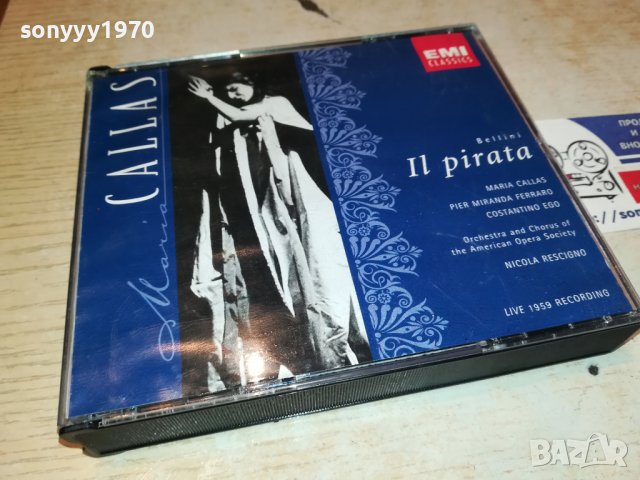 sonyyy1970
Maria
CALLAS
EMI
CLASSICS
Bellini
Il pirata
MARIA CALLAS
PIER MIRANDA FERRARO
COSTANTINO EGO
Orchestra and Chorus of
the American Opera Society
NICOLA RESCIGNO
LIVE 1959 RECORDING
И
BAZAR